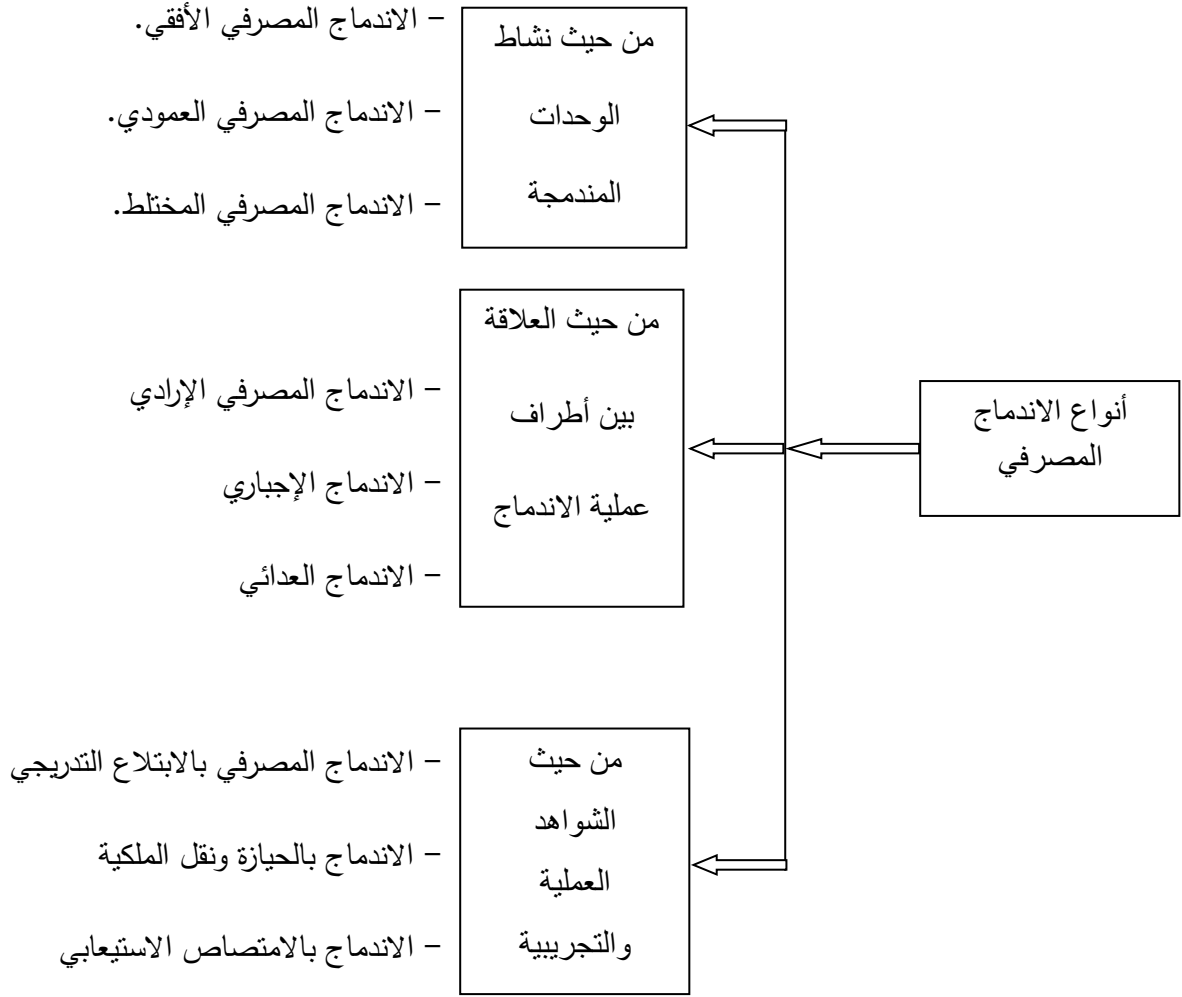 أنواع الاندماج
المصرفي
من حيث نشاط
الوحدات
المندمجة
– الاندماج المصرفي الأفقي.
– الاندماج المصرفي العمودي.
– الاندماج المصرفي المختلط.
من حيث العلاقة
بين أطراف
عملية الاندماج
– الاندماج المصرفي الإرادي
– الاندماج الإجباري
– الاندماج العدائي
من حيث
الشواهد
العملية
والتجريبية
– الاندماج المصرفي بالابتلاع التدريجي
– الاندماج بالحيازة ونقل الملكية
– الاندماج بالامتصاص الاستيعابي